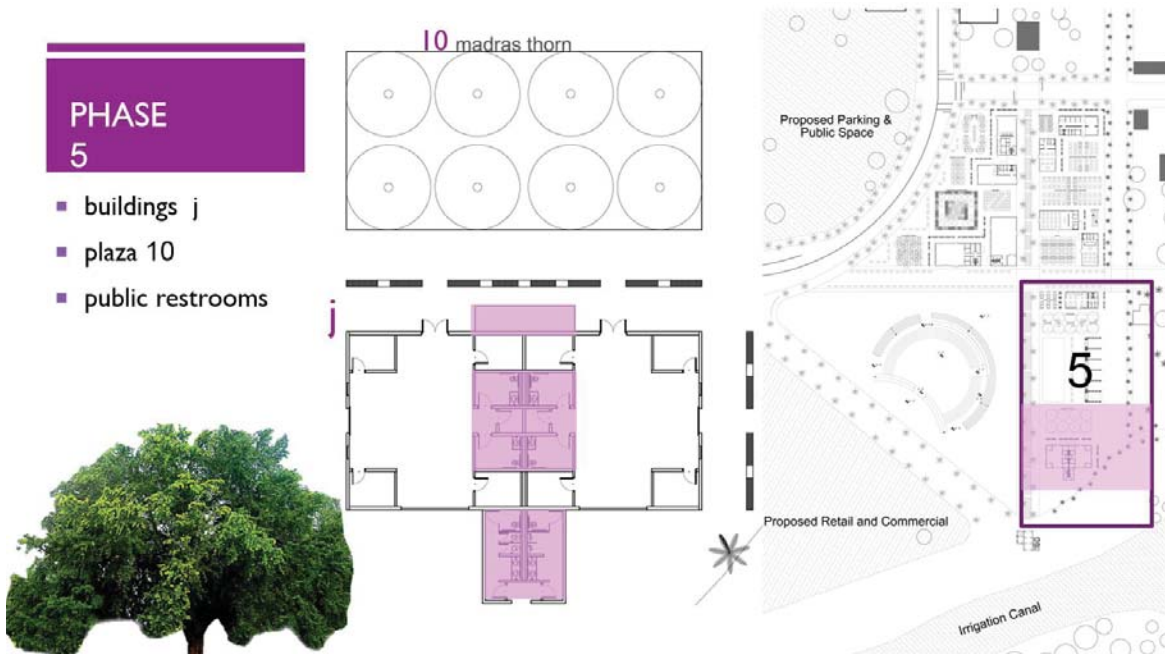 PHASE
5
buildings j
plaza 10
public restrooms
10 madras thorn
j
Proposed Parking &
Public Space
5
Proposed Retail and Commercial
Irrigation Canal